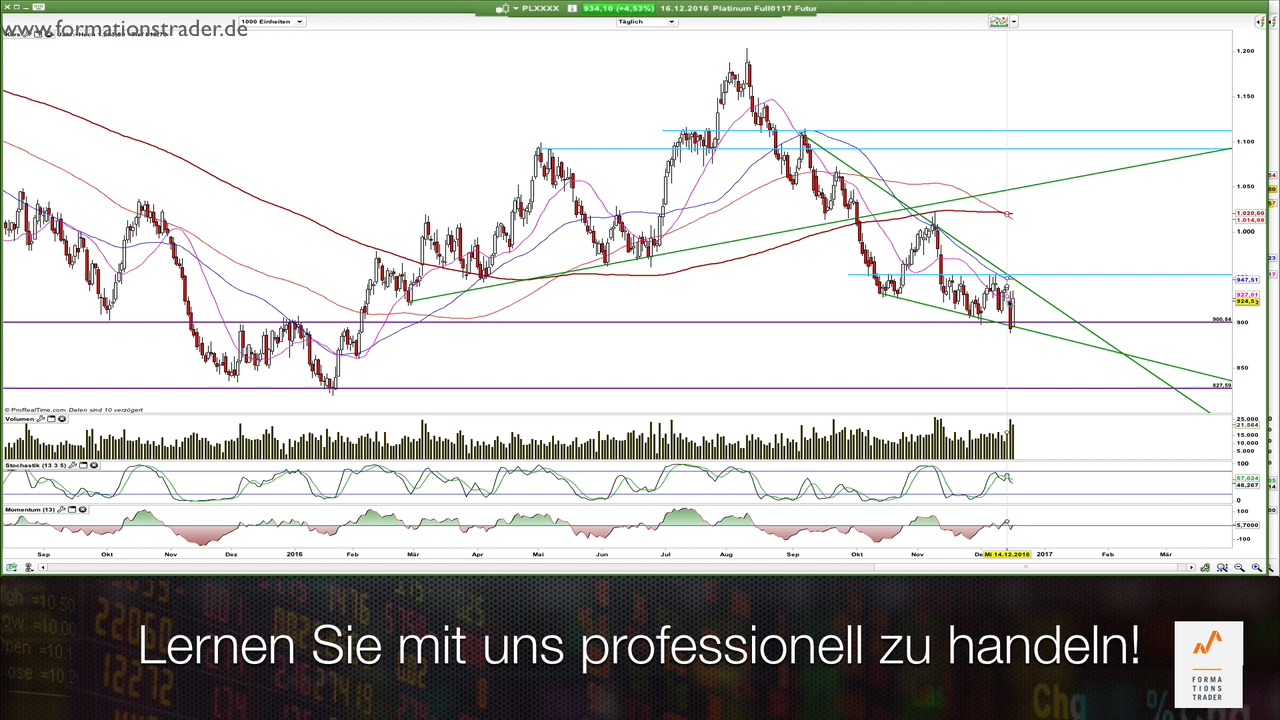 PLXXXX 934,10 (+4,53%) 16.12.2016 Platinum Full0117 Futur
1000 Einheiten
Täglich
www.formationstrader.de
1.200
1.150
1.100
1.050
1.020,60
1.014,08
1.000
947,51
927,01
924,53
900,84
900
850
827,59
© ProRealTime.com Daten sind 10 verzögert
Volumen
25.000
21.564
15.000
10.000
5.000
Stochastik (13 3 5)
100
57,024
48,267
0
Momentum (13)
100
5,7000
-100
Sep Okt Nov Dez 2016 Feb Mär Apr Mai Jun Jul Aug Sep Okt Nov De Mi 14.12.2016 2017 Feb Mär
Lernen Sie mit uns professionell zu handeln!
FORMA
TIONS
TRADER